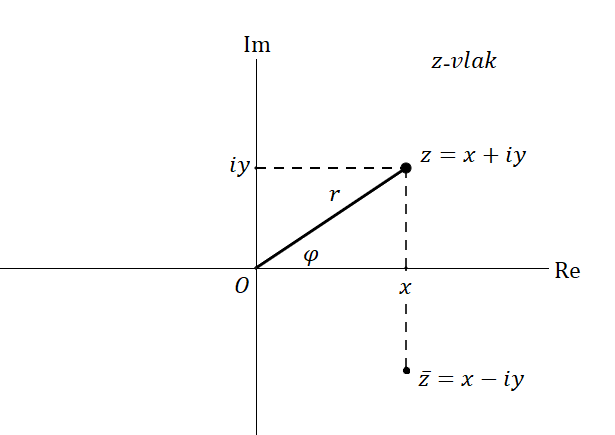 Im
z-vlak
z = x + iy
iy
r
φ
Re
O
x
z̄ = x − iy